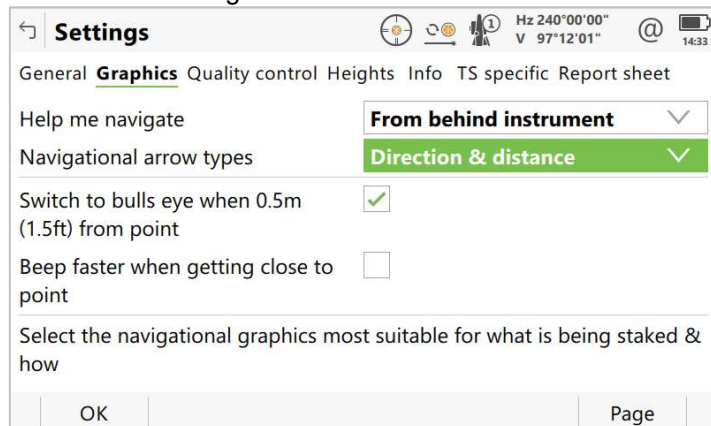 Settings
1
Hz 240°00'00"
V 97°12'01"
@
14:33
General Graphics Quality control Heights Info TS specific Report sheet
Help me navigate From behind instrument
Navigational arrow types Direction & distance
Switch to bulls eye when 0.5m
(1.5ft) from point
Beep faster when getting close to
point
Select the navigational graphics most suitable for what is being staked &
how
OK Page